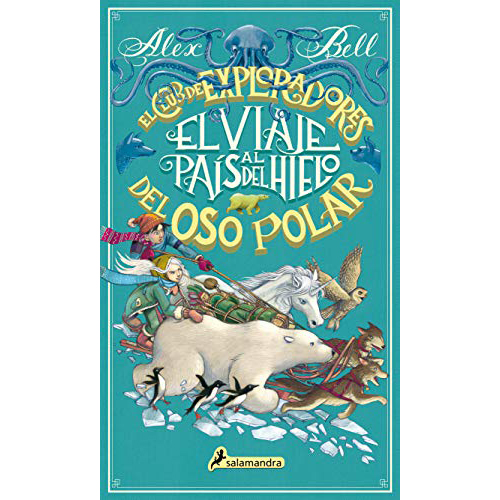 Alex Bell
EL CLUB DE EXPLORADORES
EL VIAJE
AL
PAÍS DEL HIELO
DEL OSO POLAR
salamandra